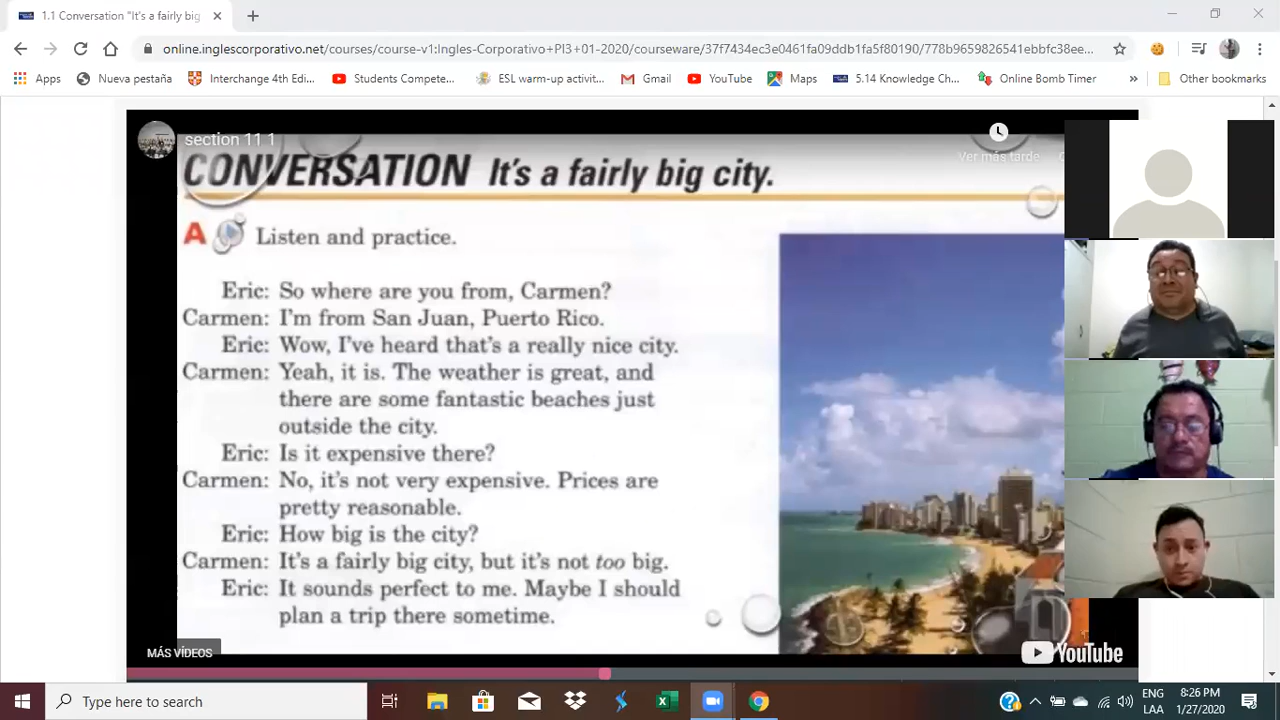 1.1 Conversation "It's a fairly big
online.inglescorporativo.net/courses/course-v1:Ingles-Corporativo+PI3+01-2020/courseware/37f7434ec3e0461fa09ddb1fa5f80190/778b9659826541ebbfc38ee...
Apps Nueva pestaña Interchange 4th Edi... Students Compete... ESL warm-up activit... Gmail YouTube Maps 5.14 Knowledge Ch... Online Bomb Timer » Other bookmarks
section 11 1
Ver más tarde
CONVERSATION It's a fairly big city.
A Listen and practice.
Eric: So where are you from, Carmen?
Carmen: I'm from San Juan, Puerto Rico.
Eric: Wow, I've heard that's a really nice city.
Carmen: Yeah, it is. The weather is great, and
there are some fantastic beaches just
outside the city.
Eric: Is it expensive there?
Carmen: No, it's not very expensive. Prices are
pretty reasonable.
Eric: How big is the city?
Carmen: It's a fairly big city, but it's not too big.
Eric: It sounds perfect to me. Maybe I should
plan a trip there sometime.
MÁS VÍDEOS
YouTube
Type here to search
ENG 8:26 PM
LAA 1/27/2020